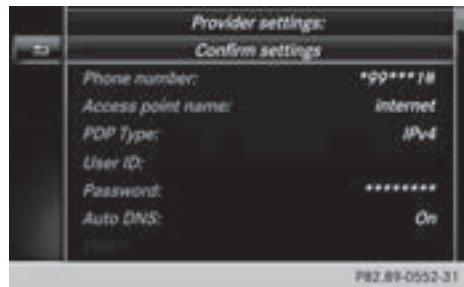 Provider settings:
Confirm settings
Phone number: *99***1#
Access point name: internet
PDP Type: IPv4
User ID:
Password: ********
Auto DNS: On
P82.89-0552-31